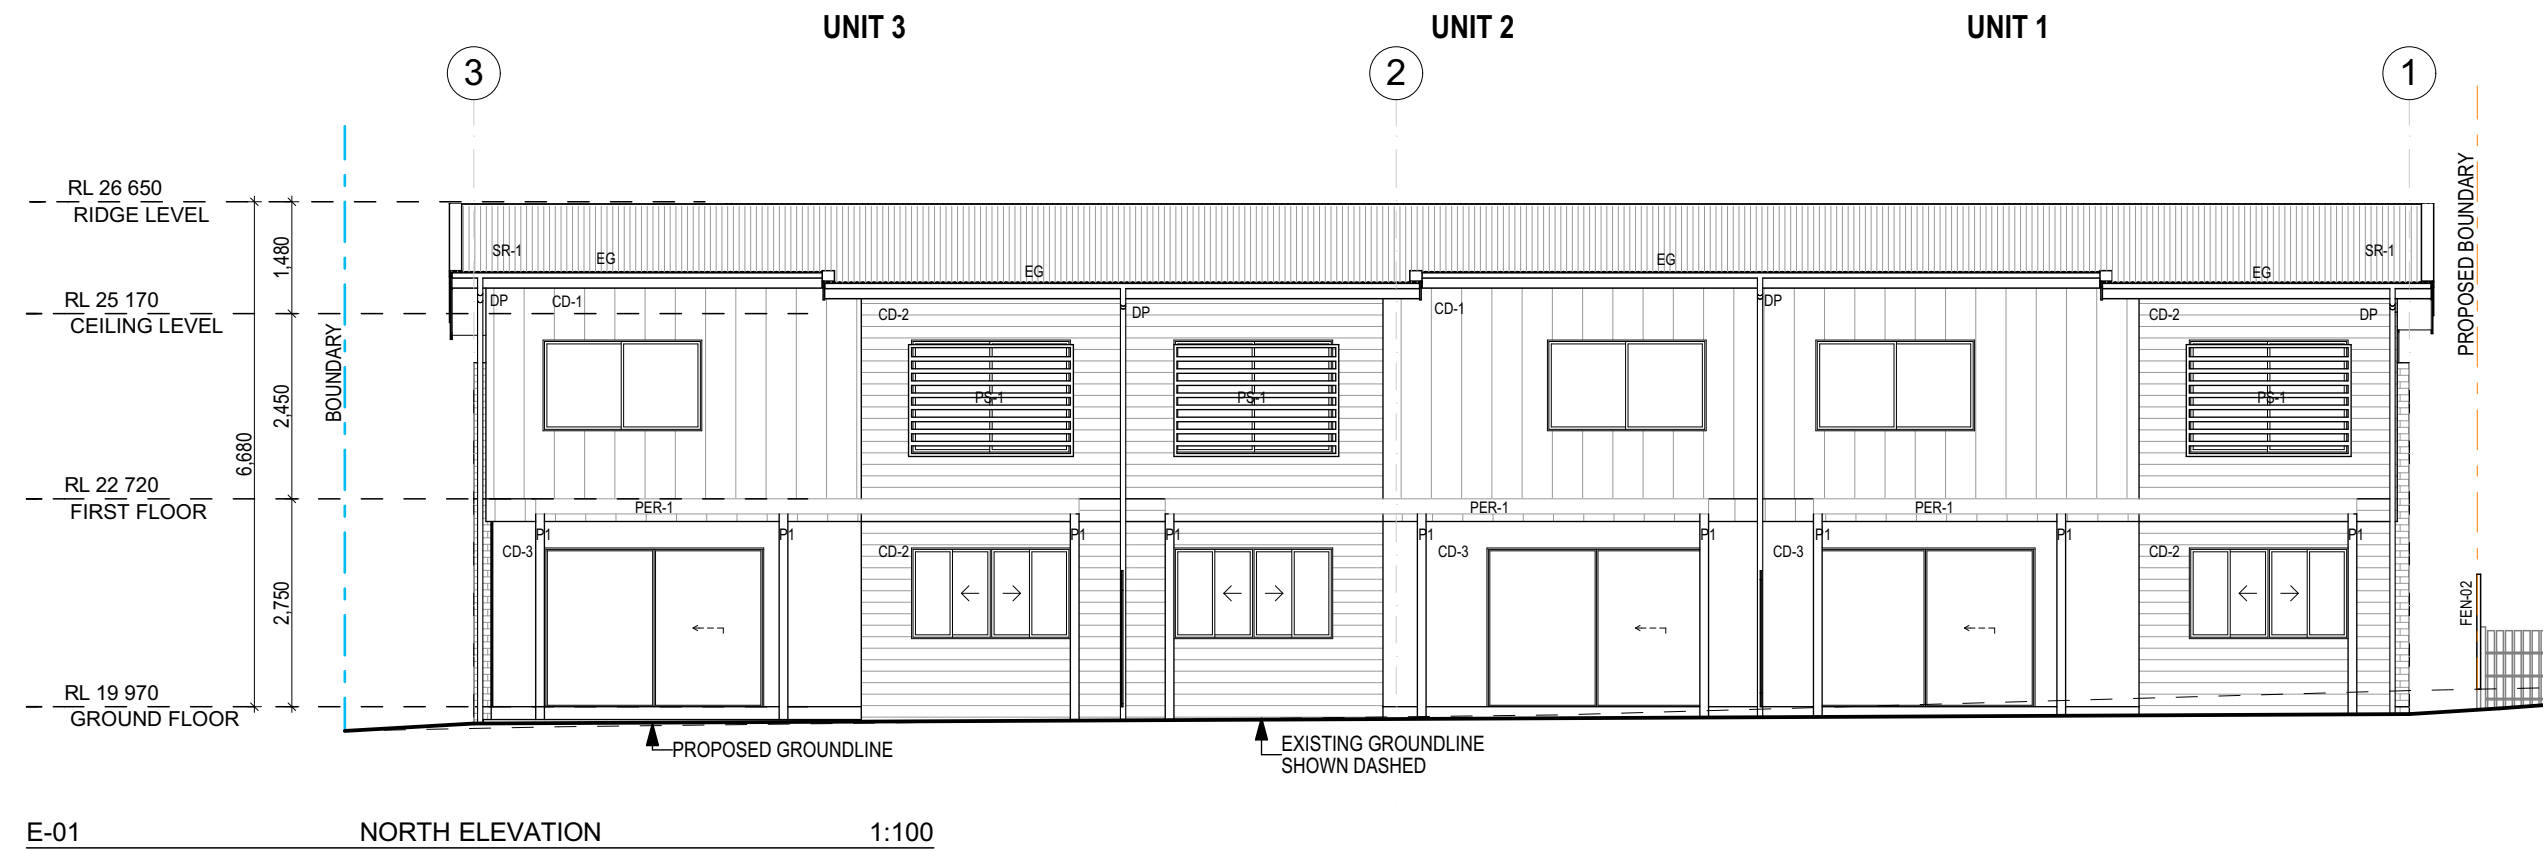 UNIT 3
UNIT 2
UNIT 1
3
2
1
RL 26 650
RIDGE LEVEL
RL 25 170
CEILING LEVEL
RL 22 720
FIRST FLOOR
RL 19 970
GROUND FLOOR
1,480
2,450
2,750
6,680
BOUNDARY
PROPOSED BOUNDARY
FEN-02
SR-1
EG
EG
EG
EG
SR-1
DP
CD-1
CD-2
DP
CD-1
DP
CD-2
DP
PS-1
PS-1
PS-1
PER-1
PER-1
PER-1
P1
P1
P1
P1
P1
P1
P1
P1
P1
CD-3
CD-2
CD-3
CD-3
CD-2
PROPOSED GROUNDLINE
EXISTING GROUNDLINE
SHOWN DASHED
E-01 NORTH ELEVATION 1:100